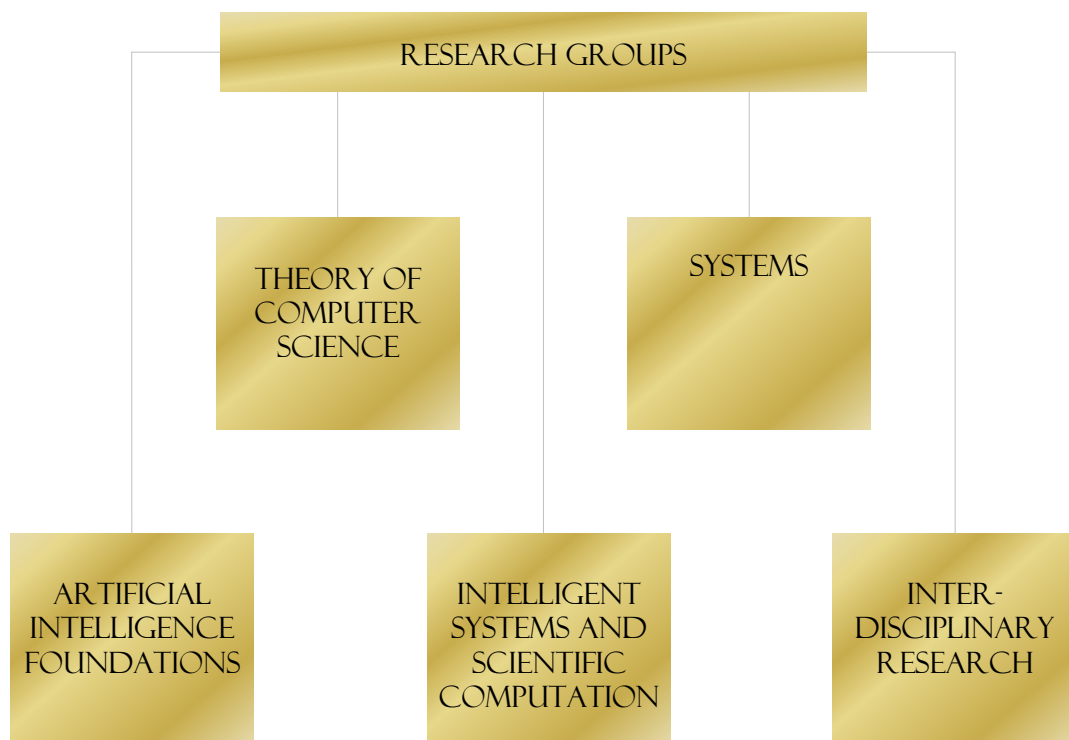 RESEARCH GROUPS
THEORY OF
COMPUTER
SCIENCE
SYSTEMS
ARTIFICIAL
INTELLIGENCE
FOUNDATIONS
INTELLIGENT
SYSTEMS AND
SCIENTIFIC
COMPUTATION
INTER-
DISCIPLINARY
RESEARCH